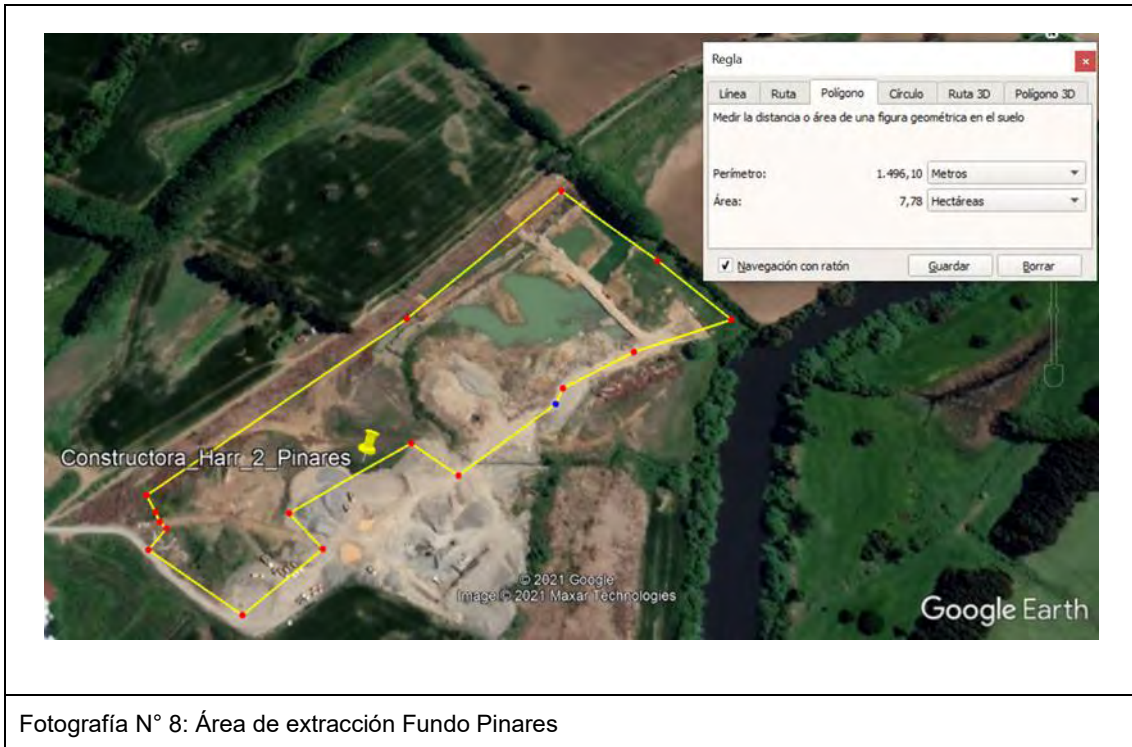 Regla
Línea Ruta Polígono Círculo Ruta 3D Polígono 3D
Medir la distancia o área de una figura geométrica en el suelo
Perímetro: 1.496,10 Metros
Área: 7,78 Hectáreas
Navegación con ratón Guardar Borrar
Constructora_Harr_2_Pinares
© 2021 Google
Image © 2021 Maxar Technologies
Google Earth
Fotografía N° 8: Área de extracción Fundo Pinares